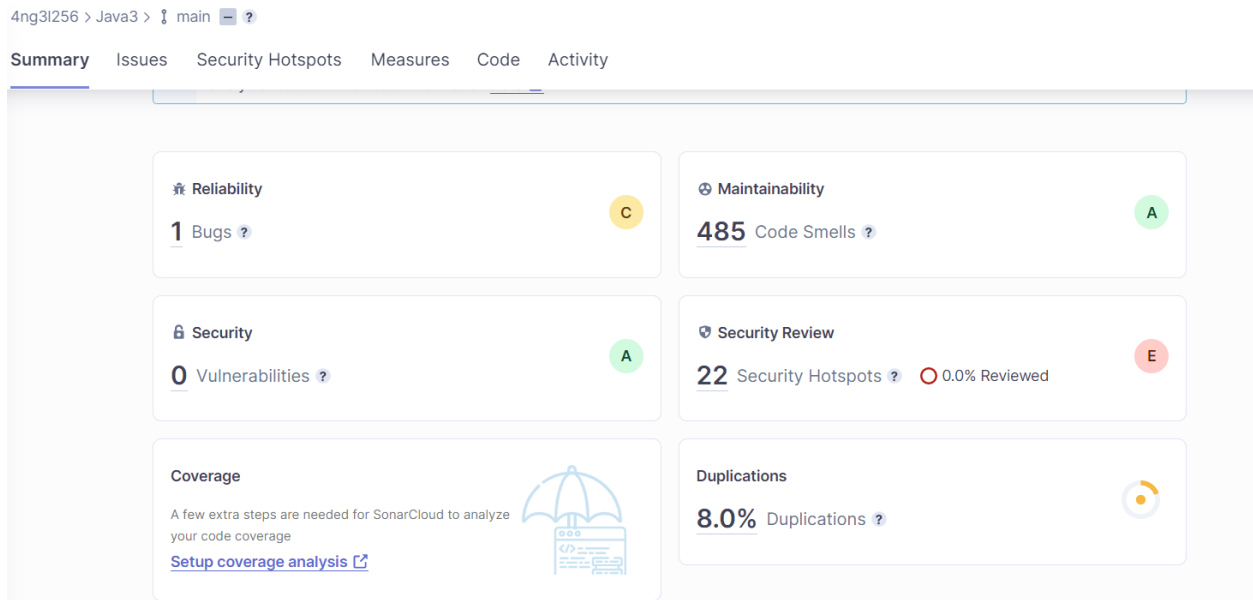 4ng3l256 > Java3 > main – ?
Summary Issues Security Hotspots Measures Code Activity
Reliability
1 Bugs ?
C
Maintainability
485 Code Smells ?
A
Security
0 Vulnerabilities ?
A
Security Review
22 Security Hotspots ? 0.0% Reviewed
E
Coverage
A few extra steps are needed for SonarCloud to analyze
your code coverage
Setup coverage analysis
</>
Duplications
8.0% Duplications ?